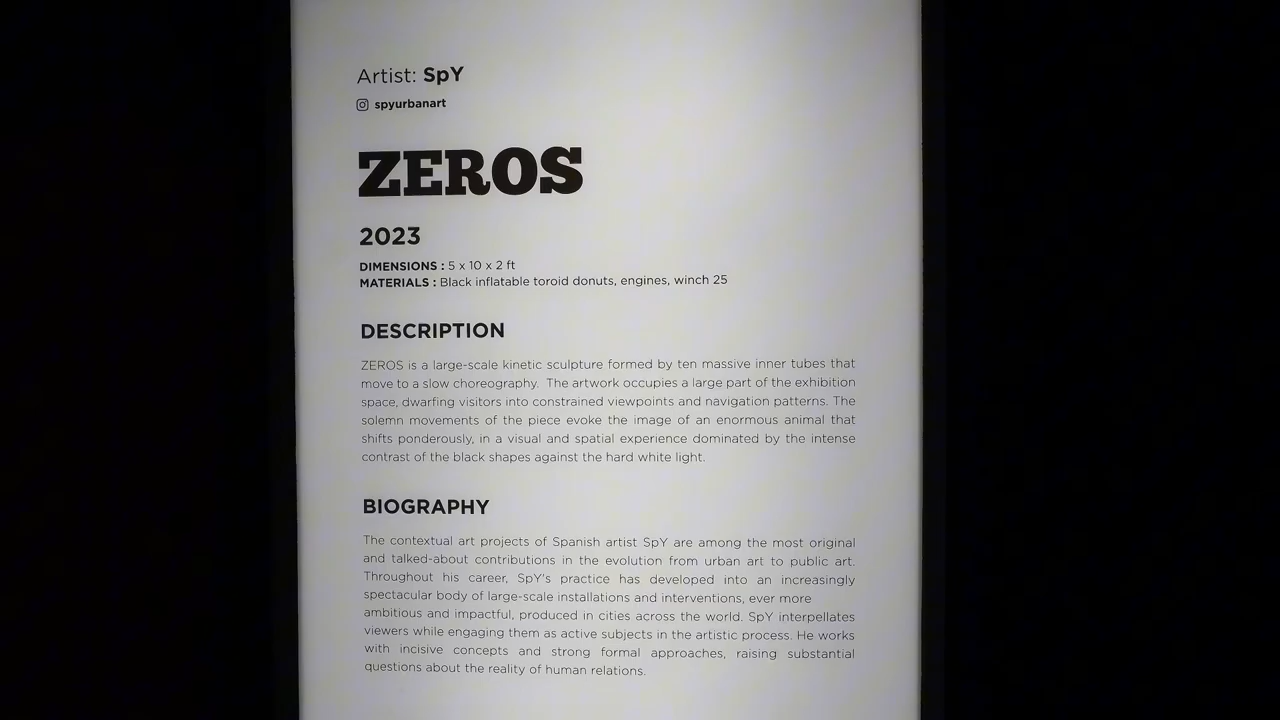 Artist: SpY
spyurbanart
ZEROS
2023
DIMENSIONS : 5 x 10 x 2 ft
MATERIALS : Black inflatable toroid donuts, engines, winch 25
DESCRIPTION
ZEROS is a large-scale kinetic sculpture formed by ten massive inner tubes that
move to a slow choreography. The artwork occupies a large part of the exhibition
space, dwarfing visitors into constrained viewpoints and navigation patterns. The
solemn movements of the piece evoke the image of an enormous animal that
shifts ponderously, in a visual and spatial experience dominated by the intense
contrast of the black shapes against the hard white light.
BIOGRAPHY
The contextual art projects of Spanish artist SpY are among the most original
and talked-about contributions in the evolution from urban art to public art.
Throughout his career, SpY's practice has developed into an increasingly
spectacular body of large-scale installations and interventions, ever more
ambitious and impactful, produced in cities across the world. SpY interpellates
viewers while engaging them as active subjects in the artistic process. He works
with incisive concepts and strong formal approaches, raising substantial
questions about the reality of human relations.